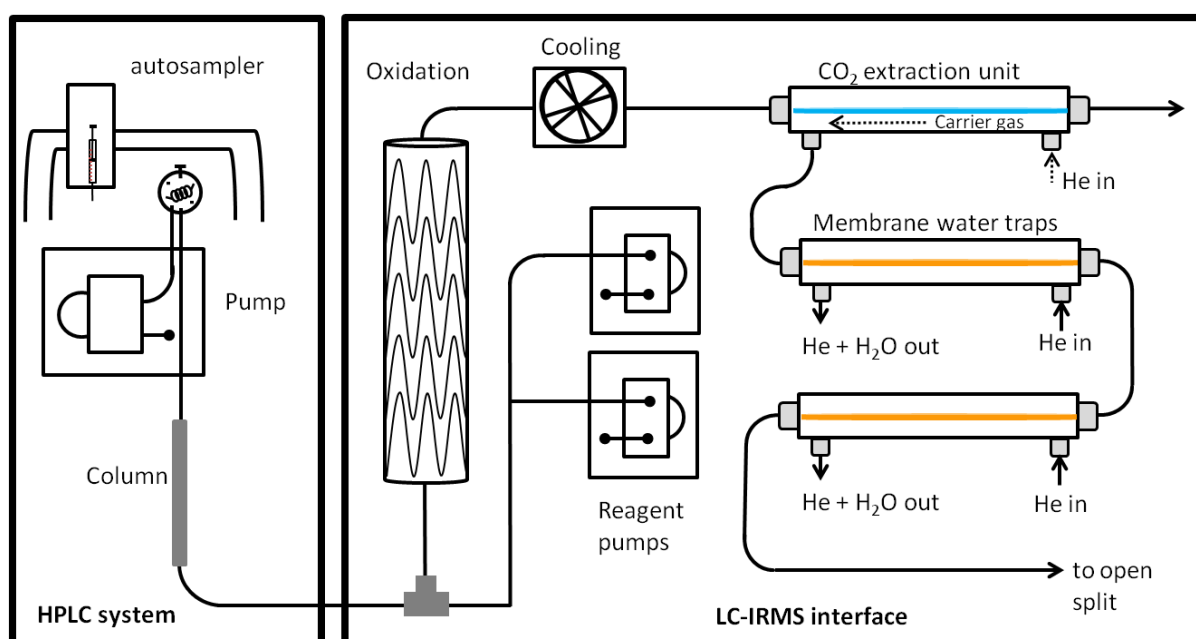 autosampler
Pump
Column
HPLC system
Oxidation
Cooling
CO₂ extraction unit
Carrier gas
He in
Membrane water traps
He + H₂O out
He in
He + H₂O out
He in
Reagent
pumps
to open
split
LC-IRMS interface